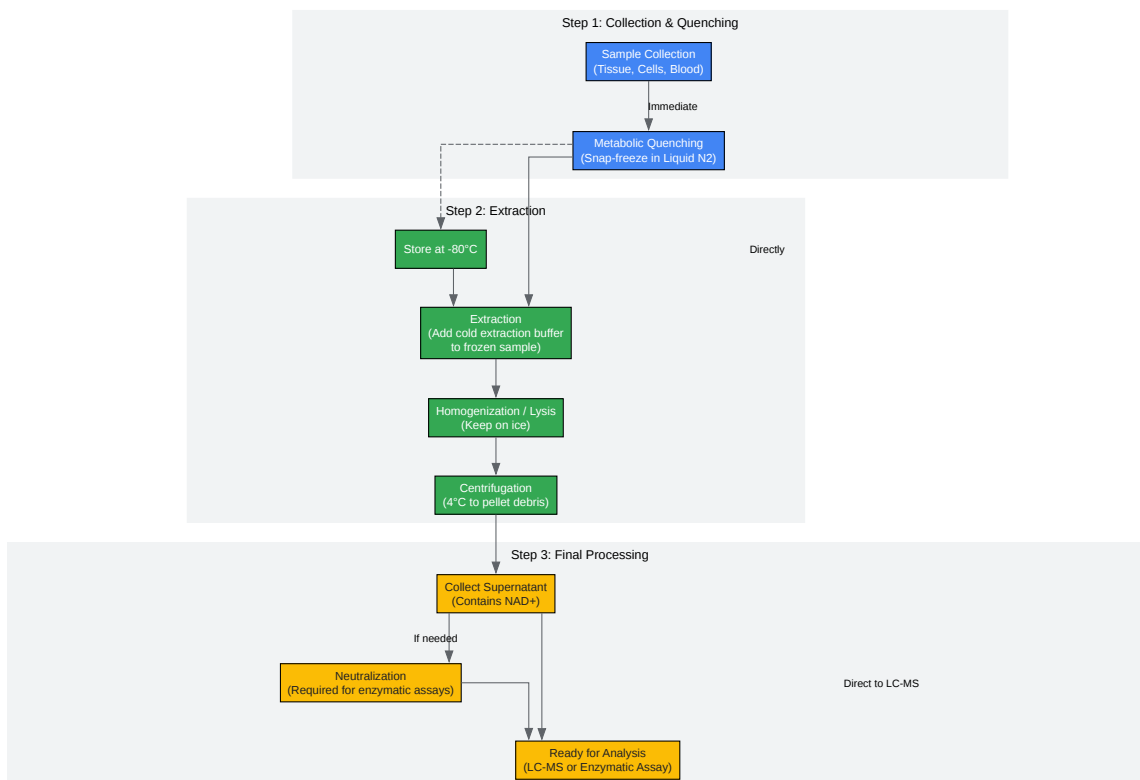 Step 1: Collection & Quenching
Sample Collection
(Tissue, Cells, Blood)
Immediate
Metabolic Quenching
(Snap-freeze in Liquid N2)
Step 2: Extraction
Store at -80°C
Directly
Extraction
(Add cold extraction buffer
to frozen sample)
Homogenization / Lysis
(Keep on ice)
Centrifugation
(4°C to pellet debris)
Step 3: Final Processing
Collect Supernatant
(Contains NAD+)
If needed
Neutralization
(Required for enzymatic assays)
Direct to LC-MS
Ready for Analysis
(LC-MS or Enzymatic Assay)